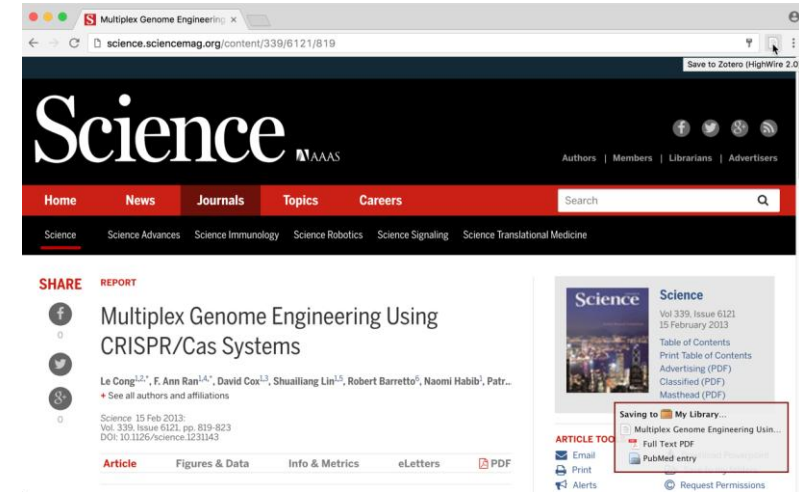 Multiplex Genome Engineering
science.sciencemag.org/content/339/6121/819
Save to Zotero (HighWire 2.0
Science
AAAS
Authors | Members | Librarians | Advertisers
Home News Journals Topics Careers Search
Science Science Advances Science Immunology Science Robotics Science Signaling Science Translational Medicine
SHARE
0
0
REPORT
Multiplex Genome Engineering Using
CRISPR/Cas Systems
Le Cong1,2,*, F. Ann Ran1,4,*, David Cox1,3, Shuailiang Lin1,5, Robert Barretto6, Naomi Habib1, Patr...
+ See all authors and affiliations
Science 15 Feb 2013:
Vol. 339, Issue 6121, pp. 819-823
DOI: 10.1126/science.1231143
Article Figures & Data Info & Metrics eLetters PDF
Science
Science
Vol 339, Issue 6121
15 February 2013
Table of Contents
Print Table of Contents
Advertising (PDF)
Classified (PDF)
Masthead (PDF)
ARTICLE TOO
Email
Print
Alerts
Request Permissions
Saving to My Library...
Multiplex Genome Engineering Usin...
Full Text PDF
PubMed entry